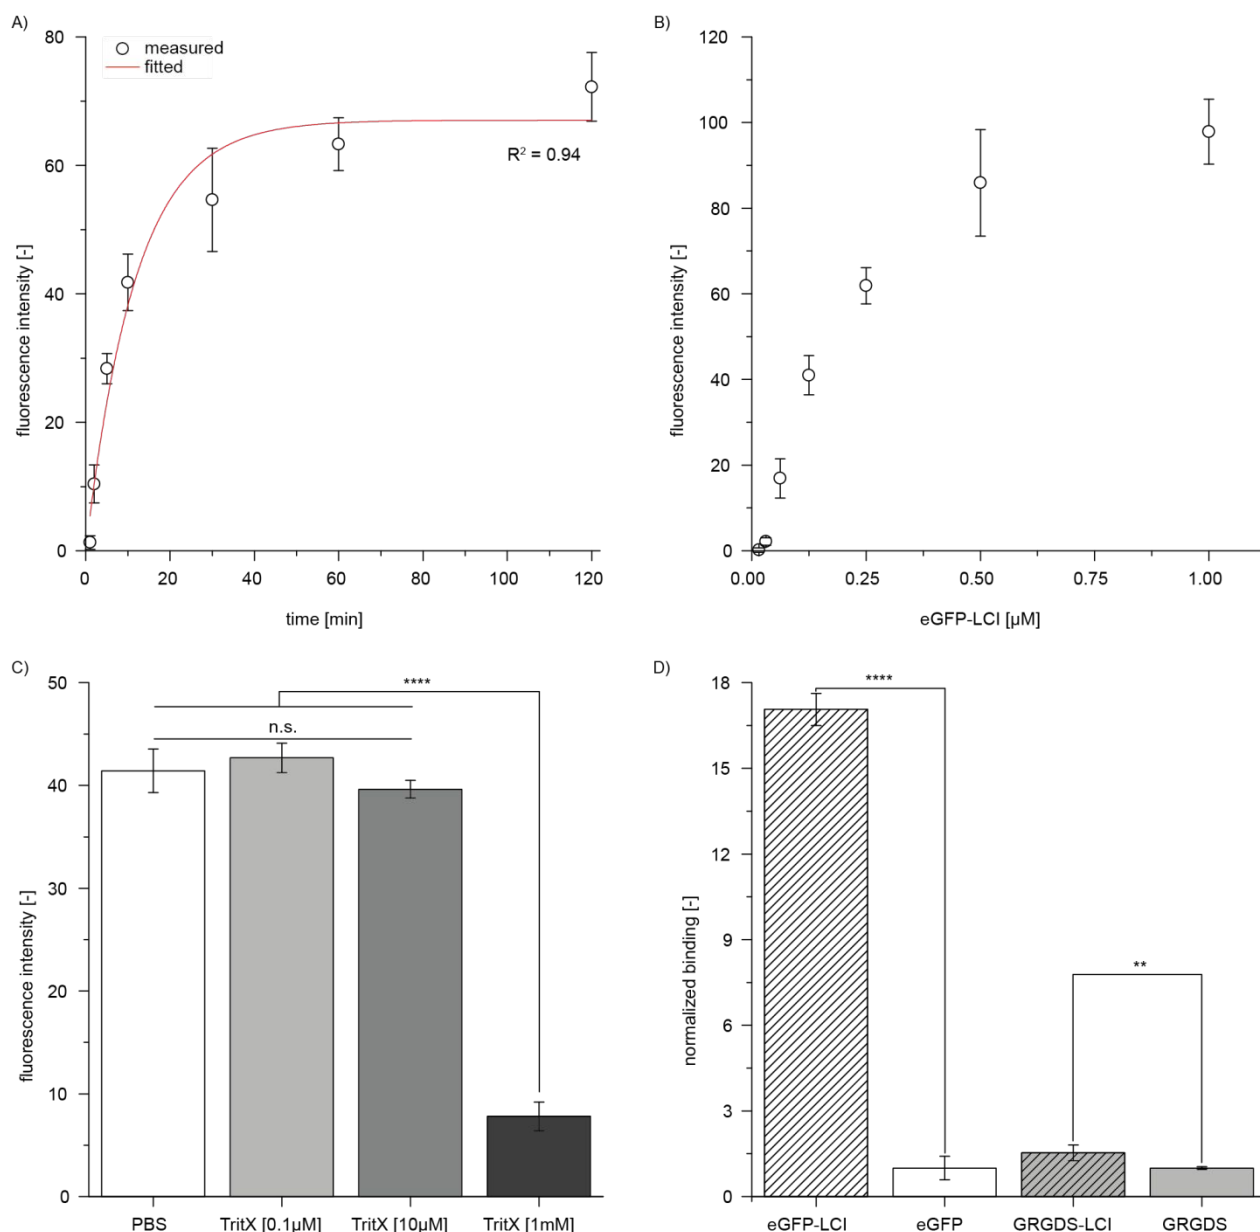 A)
80
60
40
20
0
fluorescence intensity [-]
measured
fitted
R² = 0.94
0 20 40 60 80 100 120
time [min]
B)
120
100
80
60
40
20
0
fluorescence intensity [-]
0.00 0.25 0.50 0.75 1.00
eGFP-LCI [µM]
C)
50
40
30
20
10
0
fluorescence intensity [-]
****
n.s.
PBS TritX [0.1µM] TritX [10µM] TritX [1mM]
D)
18
15
12
9
6
3
0
normalized binding [-]
****
**
eGFP-LCI eGFP GRGDS-LCI GRGDS